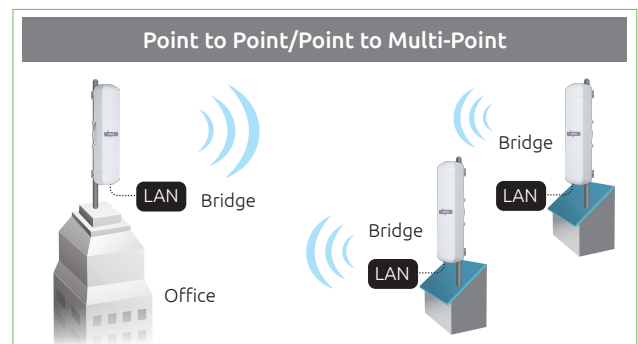 Point to Point/Point to Multi-Point
LAN
Bridge
Office
Bridge
LAN
Bridge
LAN